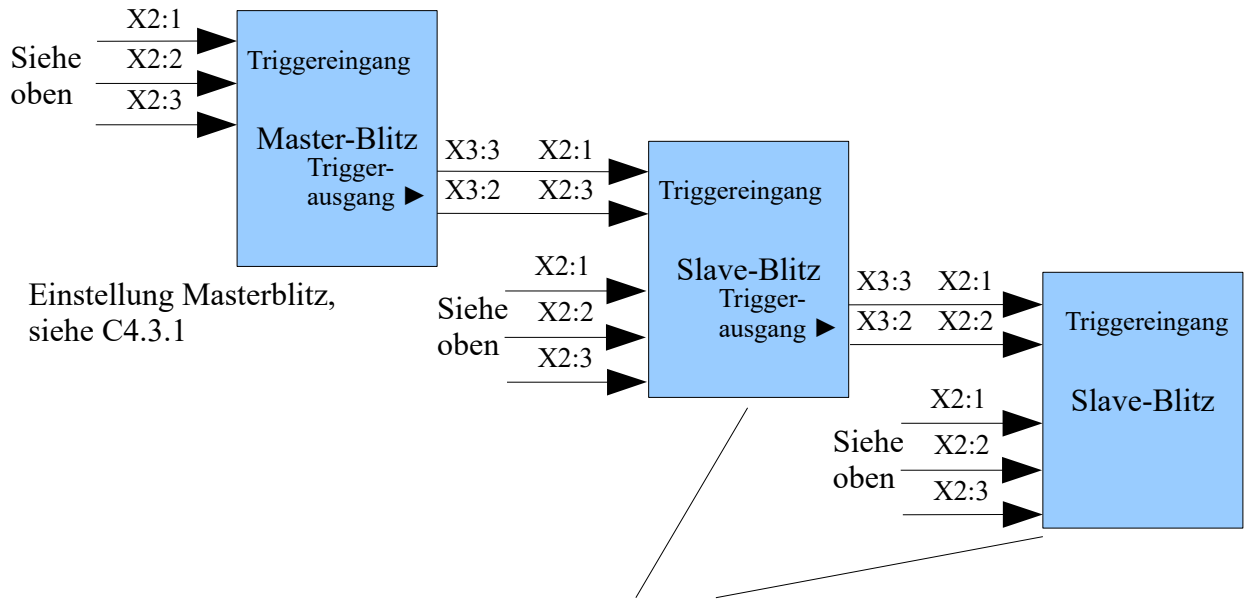 X2:1
X2:2
X2:3
Siehe
oben
Triggereingang
Master-Blitz
Trigger-
ausgang ►
X3:3 X2:1
X3:2 X2:3
Einstellung Masterblitz,
siehe C4.3.1
Triggereingang
Slave-Blitz
Trigger-
ausgang ►
X2:1
X2:2
X2:3
Siehe
oben
X3:3 X2:1
X3:2 X2:2
Triggereingang
Slave-Blitz
X2:1
X2:2
X2:3
Siehe
oben